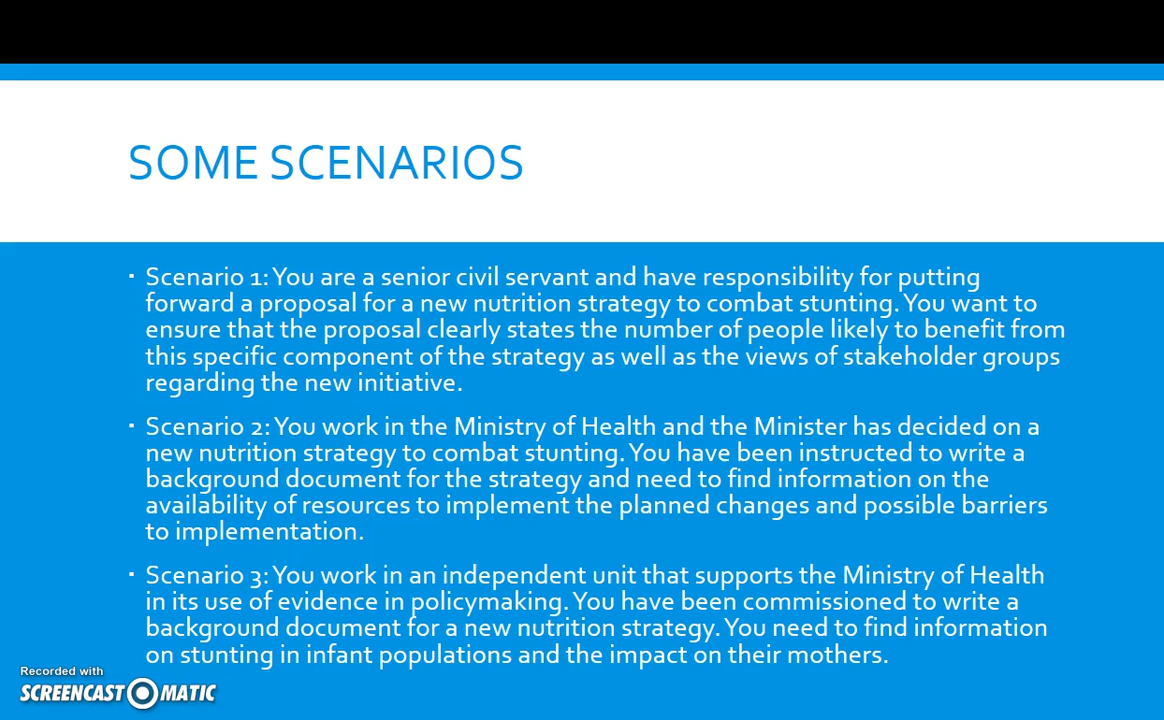 SOME SCENARIOS
▪ Scenario 1: You are a senior civil servant and have responsibility for putting
forward a proposal for a new nutrition strategy to combat stunting. You want to
ensure that the proposal clearly states the number of people likely to benefit from
this specific component of the strategy as well as the views of stakeholder groups
regarding the new initiative.
▪ Scenario 2: You work in the Ministry of Health and the Minister has decided on a
new nutrition strategy to combat stunting. You have been instructed to write a
background document for the strategy and need to find information on the
availability of resources to implement the planned changes and possible barriers
to implementation.
▪ Scenario 3: You work in an independent unit that supports the Ministry of Health
in its use of evidence in policymaking. You have been commissioned to write a
background document for a new nutrition strategy. You need to find information
on stunting in infant populations and the impact on their mothers.
Recorded with
SCREENCAST MATIC